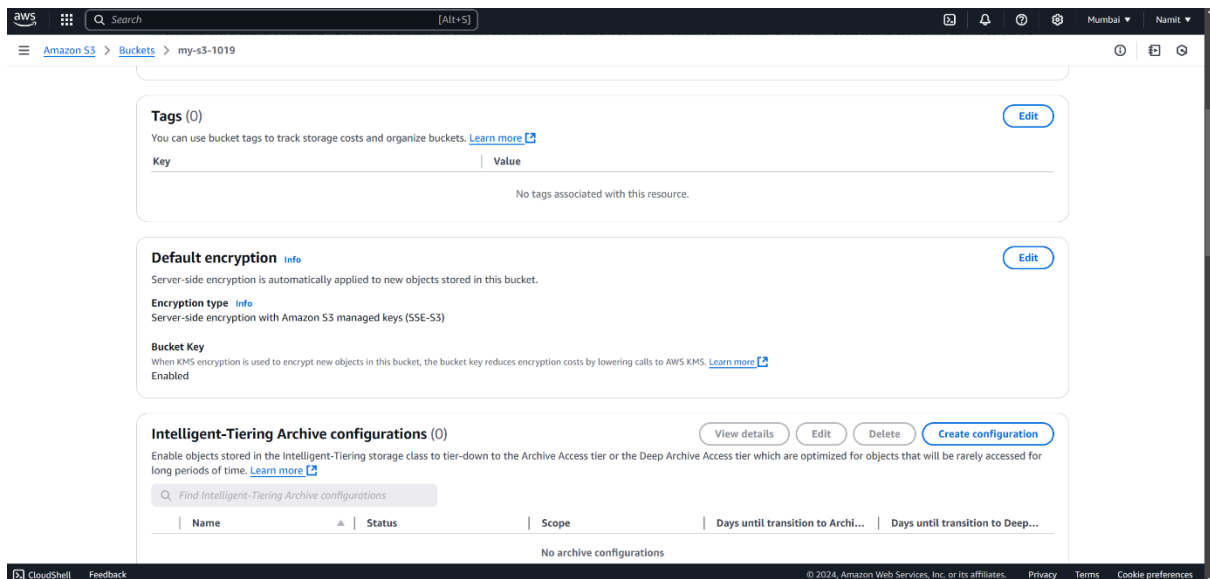 aws Search [Alt+S] Mumbai ▼ Namit ▼
Amazon S3 > Buckets > my-s3-1019
Tags (0) Edit
You can use bucket tags to track storage costs and organize buckets. Learn more
Key Value
No tags associated with this resource.
Default encryption Info Edit
Server-side encryption is automatically applied to new objects stored in this bucket.
Encryption type Info
Server-side encryption with Amazon S3 managed keys (SSE-S3)
Bucket Key
When KMS encryption is used to encrypt new objects in this bucket, the bucket key reduces encryption costs by lowering calls to AWS KMS. Learn more
Enabled
Intelligent-Tiering Archive configurations (0) View details Edit Delete Create configuration
Enable objects stored in the Intelligent-Tiering storage class to tier-down to the Archive Access tier or the Deep Archive Access tier which are optimized for objects that will be rarely accessed for
long periods of time. Learn more
Find Intelligent-Tiering Archive configurations
Name Status Scope Days until transition to Archi... Days until transition to Deep...
No archive configurations
CloudShell Feedback © 2024, Amazon Web Services, Inc. or its affiliates. Privacy Terms Cookie preferences